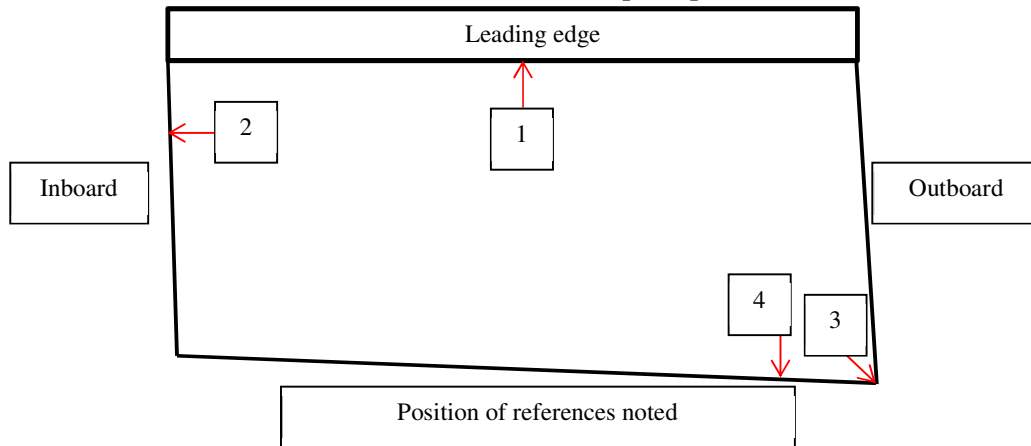 Leading edge
2
1
Inboard
Outboard
4
3
Position of references noted